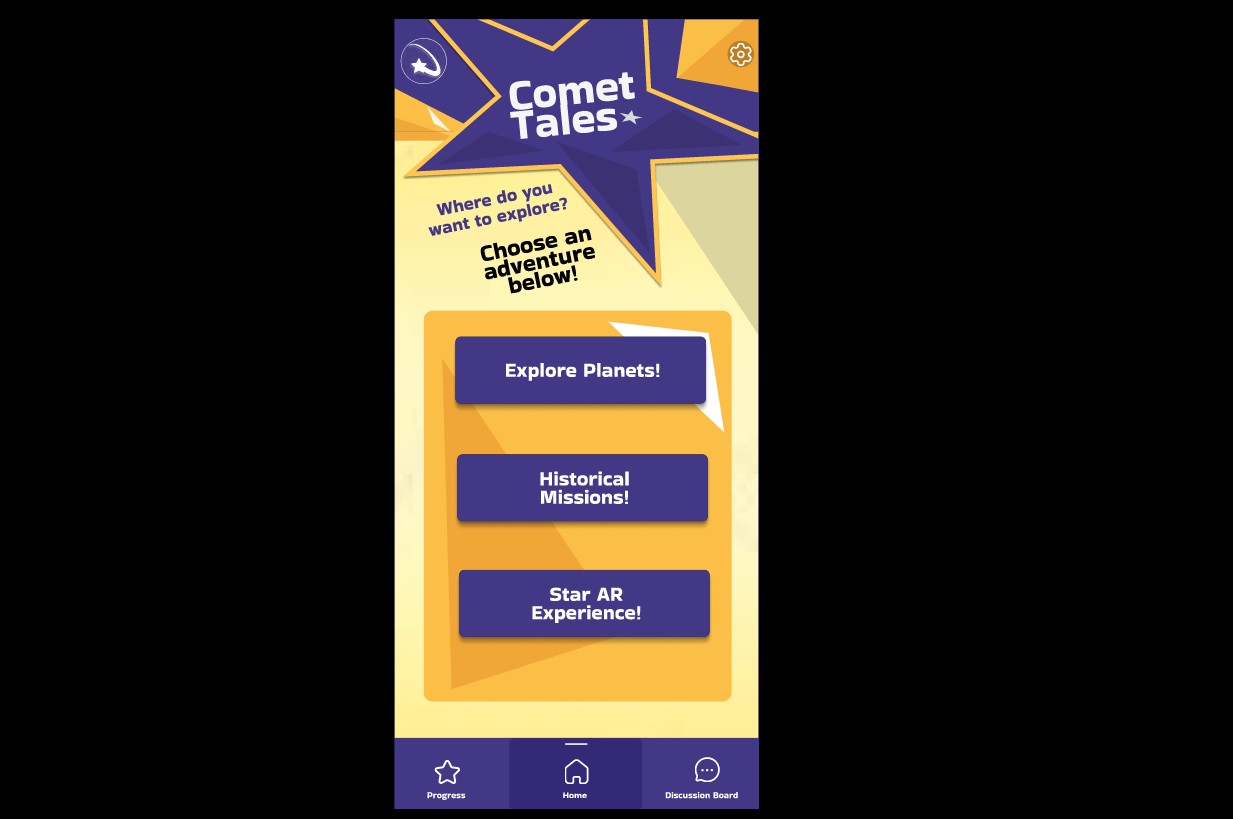 Comet
Tales
Where do you
want to explore?
Choose an
adventure
below!
Explore Planets!
Historical
Missions!
Star AR
Experience!
Progress
Home
Discussion Board